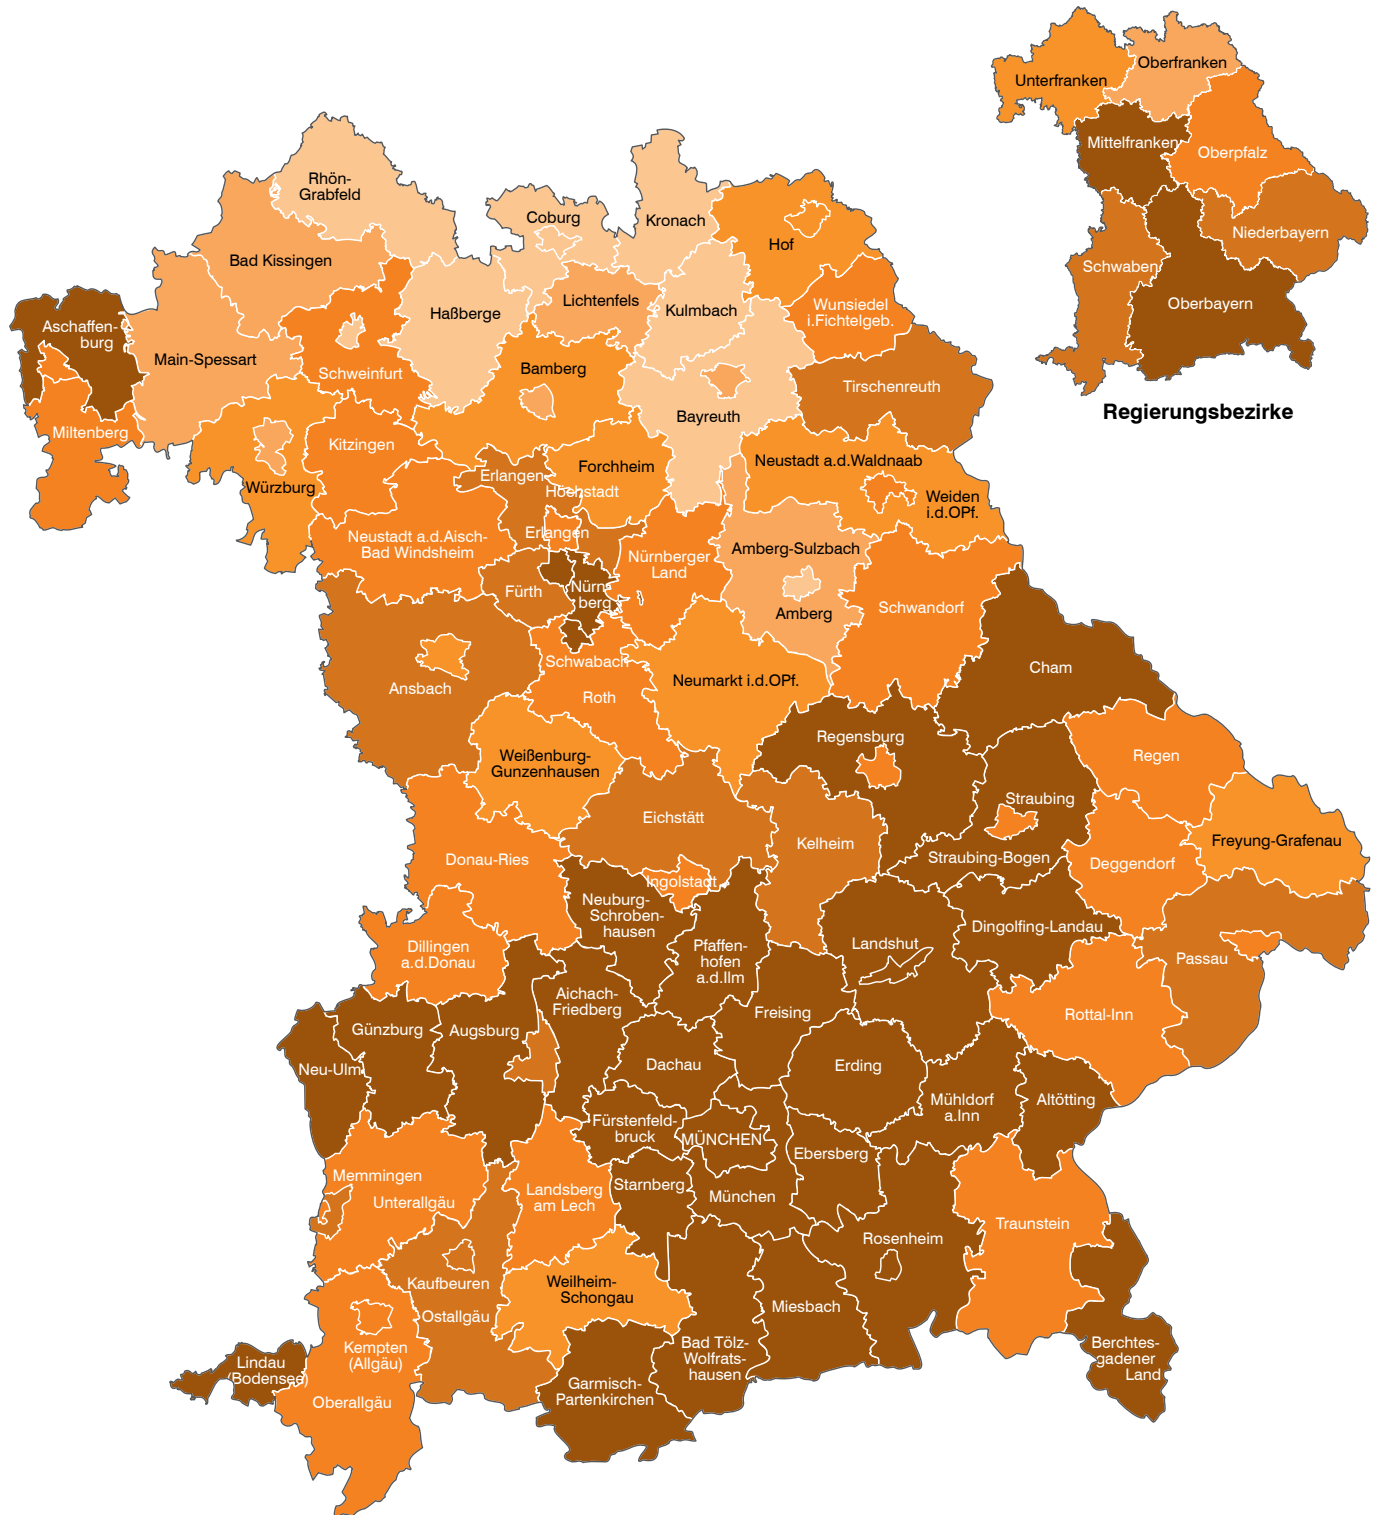 Unterfranken
Oberfranken
Mittelfranken
Oberpfalz
Niederbayern
Schwaben
Oberbayern
Regierungsbezirke
Rhön-
Grabfeld
Coburg
Kronach
Hof
Bad Kissingen
Haßberge
Lichtenfels
Kulmbach
Wunsiedel
i.Fichtelgeb.
Aschaffen-
burg
Main-Spessart
Schweinfurt
Bamberg
Bayreuth
Tirschenreuth
Miltenberg
Kitzingen
Würzburg
Erlangen
Höchstadt
Forchheim
Neustadt a.d.Waldnaab
Weiden
i.d.OPf.
Neustadt a.d.Aisch-
Bad Windsheim
Erlangen
Nürnberger
Land
Amberg-Sulzbach
Amberg
Fürth
Nürn-
berg
Schwandorf
Cham
Ansbach
Schwabach
Roth
Neumarkt i.d.OPf.
Regensburg
Regen
Weißenburg-
Gunzenhausen
Straubing
Eichstätt
Kelheim
Straubing-Bogen
Deggendorf
Freyung-Grafenau
Donau-Ries
Ingolstadt
Neuburg-
Schroben-
hausen
Dillingen
a.d.Donau
Pfaffen-
hofen
a.d.Ilm
Landshut
Dingolfing-Landau
Passau
Aichach-
Friedberg
Freising
Rottal-Inn
Günzburg
Augsburg
Neu-Ulm
Dachau
Erding
Mühldorf
a.Inn
Altötting
Fürstenfeld-
bruck
MÜNCHEN
Ebersberg
Memmingen
Unterallgäu
Landsberg
am Lech
Starnberg
München
Traunstein
Rosenheim
Kaufbeuren
Ostallgäu
Weilheim-
Schongau
Miesbach
Kempten
(Allgäu)
Lindau
(Bodensee)
Oberallgäu
Bad Tölz-
Wolfrats-
hausen
Garmisch-
Partenkirchen
Berchtes-
gadener
Land